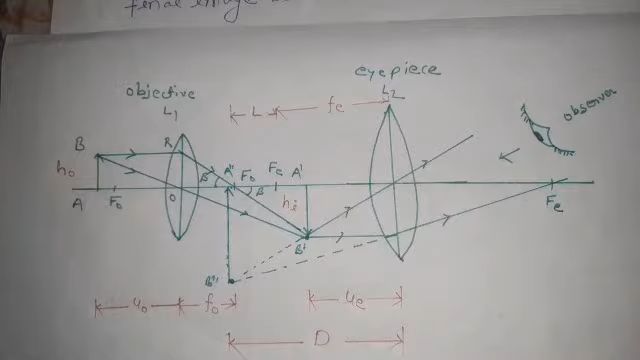 final image
eyepiece
objective
L₂
L₁
L
fe
observer
B
R
A"
F₀
Fe
A'
h₀
β
β
A
F₀
O
hi
Fe
B'
B"
u₀
f₀
ue
D